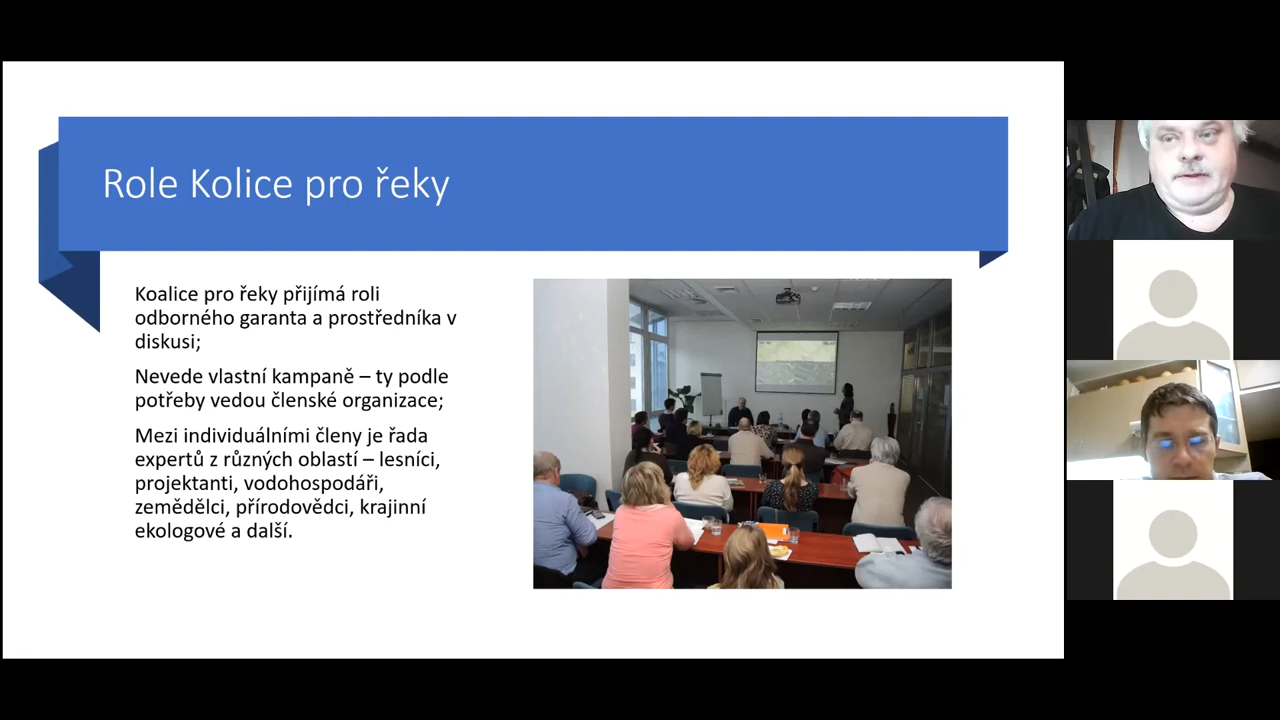 Role Kolice pro řeky
Koalice pro řeky přijímá roli
odborného garanta a prostředníka v
diskusi;
Nevede vlastní kampaně – ty podle
potřeby vedou členské organizace;
Mezi individuálními členy je řada
expertů z různých oblastí – lesníci,
projektanti, vodohospodáři,
zemědělci, přírodovědci, krajinní
ekologové a další.